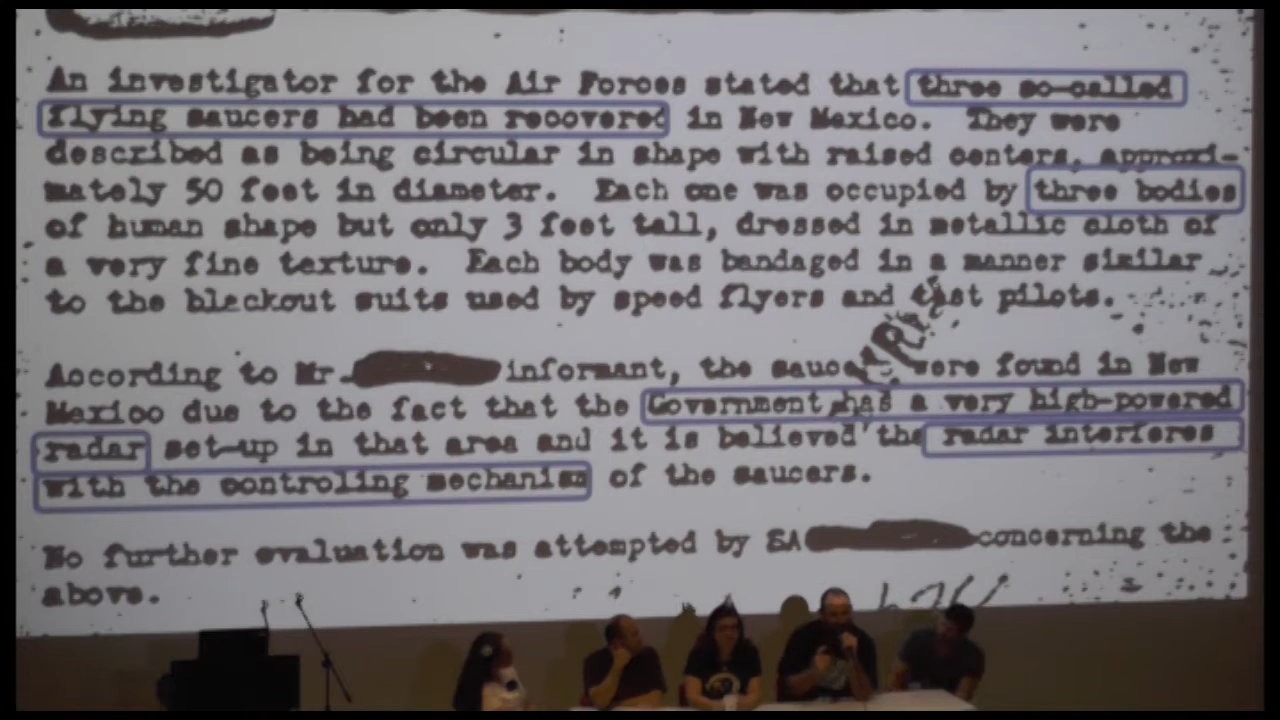 An investigator for the Air Forces stated that three so-called
flying saucers had been recovered in New Mexico. They were
described as being circular in shape with raised centers, approxi-
mately 50 feet in diameter. Each one was occupied by three bodies
of human shape but only 3 feet tall, dressed in metallic cloth of
a very fine texture. Each body was bandaged in a manner similar
to the blackout suits used by speed flyers and test pilots.
According to Mr. informant, the saucers were found in New
Mexico due to the fact that the Government has a very high-powered
radar set-up in that area and it is believed the radar interferes
with the controling mechanism of the saucers.
No further evaluation was attempted by SA concerning the
above.